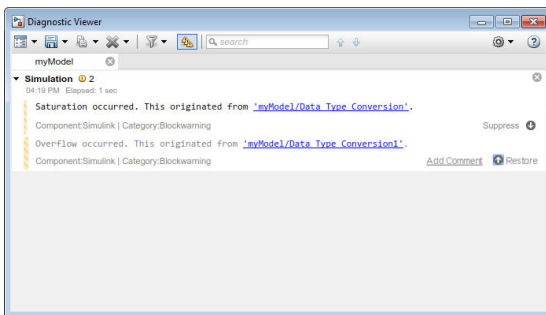 Diagnostic Viewer
search
myModel
Simulation 2
04:19 PM Elapsed: 1 sec
Saturation occurred. This originated from 'myModel/Data Type Conversion'.
Component:Simulink | Category:Blockwarning Suppress
Overflow occurred. This originated from 'myModel/Data Type Conversion1'.
Component:Simulink | Category:Blockwarning Add Comment Restore